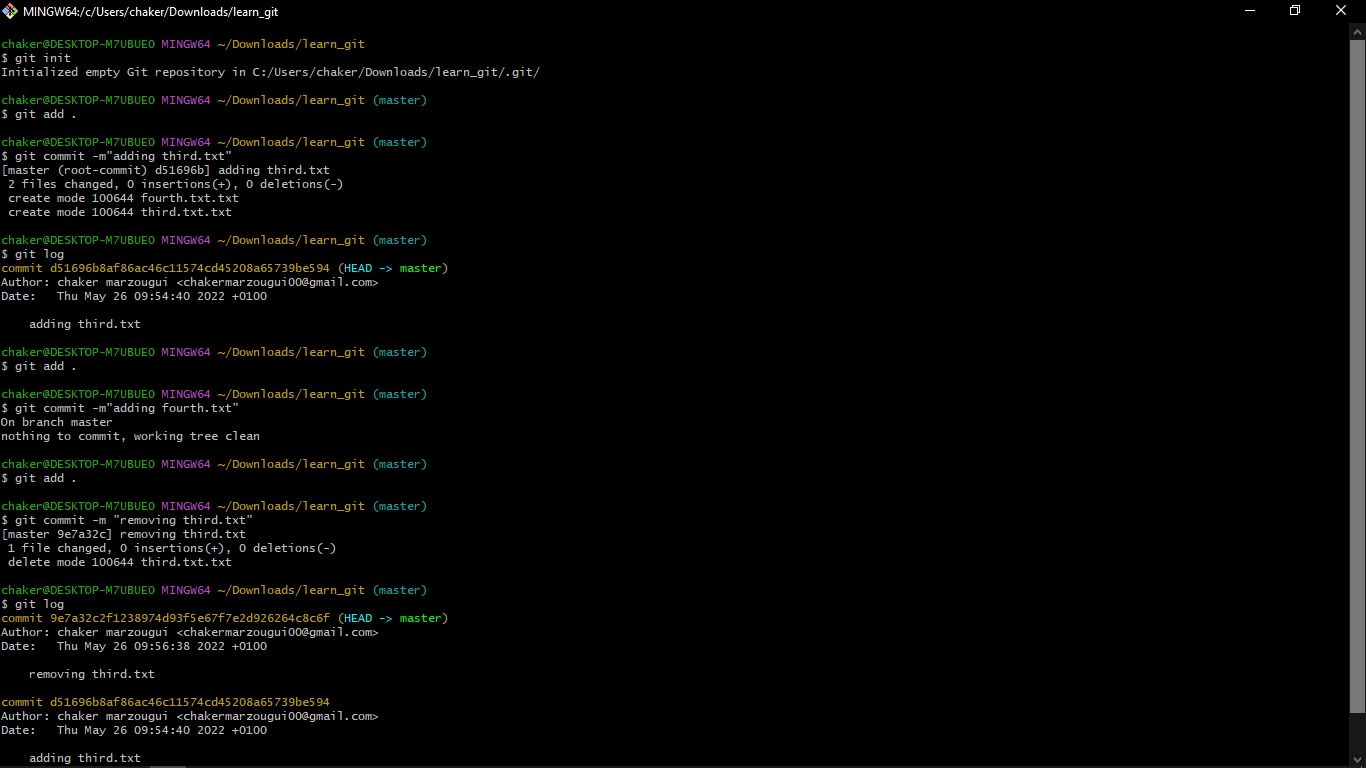 MINGW64:/c/Users/chaker/Downloads/learn_git
chaker@DESKTOP-M7UBUEO MINGW64 ~/Downloads/learn_git
$ git init
Initialized empty Git repository in C:/Users/chaker/Downloads/learn_git/.git/
chaker@DESKTOP-M7UBUEO MINGW64 ~/Downloads/learn_git (master)
$ git add .
chaker@DESKTOP-M7UBUEO MINGW64 ~/Downloads/learn_git (master)
$ git commit -m"adding third.txt"
[master (root-commit) d51696b] adding third.txt
 2 files changed, 0 insertions(+), 0 deletions(-)
 create mode 100644 fourth.txt.txt
 create mode 100644 third.txt.txt
chaker@DESKTOP-M7UBUEO MINGW64 ~/Downloads/learn_git (master)
$ git log
commit d51696b8af86ac46c11574cd45208a65739be594 (HEAD -> master)
Author: chaker marzougui <chakermarzougui00@gmail.com>
Date:   Thu May 26 09:54:40 2022 +0100
    adding third.txt
chaker@DESKTOP-M7UBUEO MINGW64 ~/Downloads/learn_git (master)
$ git add .
chaker@DESKTOP-M7UBUEO MINGW64 ~/Downloads/learn_git (master)
$ git commit -m"adding fourth.txt"
On branch master
nothing to commit, working tree clean
chaker@DESKTOP-M7UBUEO MINGW64 ~/Downloads/learn_git (master)
$ git add .
chaker@DESKTOP-M7UBUEO MINGW64 ~/Downloads/learn_git (master)
$ git commit -m "removing third.txt"
[master 9e7a32c] removing third.txt
 1 file changed, 0 insertions(+), 0 deletions(-)
 delete mode 100644 third.txt.txt
chaker@DESKTOP-M7UBUEO MINGW64 ~/Downloads/learn_git (master)
$ git log
commit 9e7a32c2f1238974d93f5e67f7e2d926264c8c6f (HEAD -> master)
Author: chaker marzougui <chakermarzougui00@gmail.com>
Date:   Thu May 26 09:56:38 2022 +0100
    removing third.txt
commit d51696b8af86ac46c11574cd45208a65739be594
Author: chaker marzougui <chakermarzougui00@gmail.com>
Date:   Thu May 26 09:54:40 2022 +0100
    adding third.txt